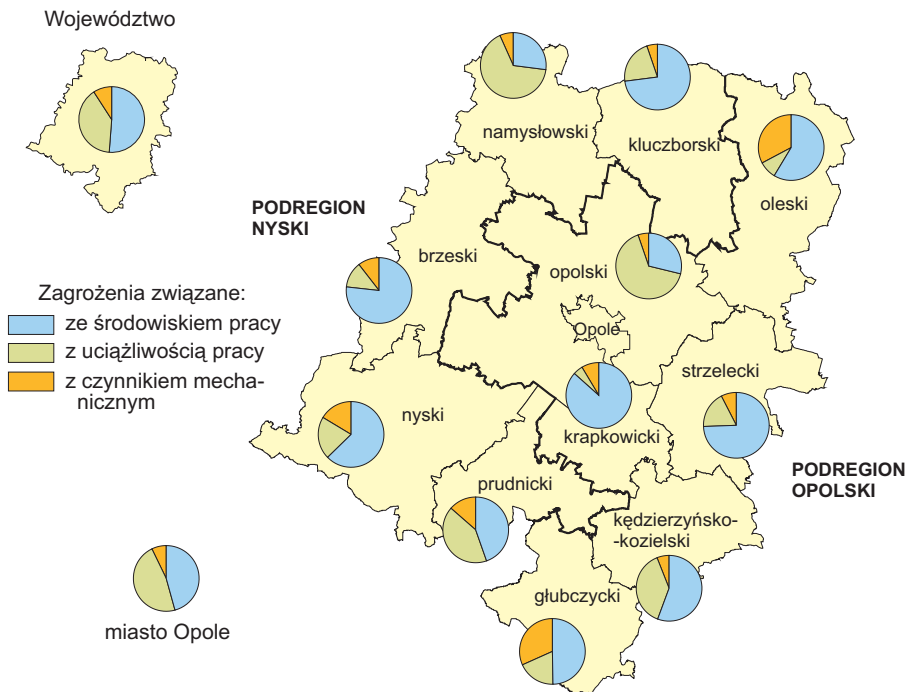 Województwo
namysłowski
kluczborski
oleski
PODREGION
NYSKI
brzeski
opolski
Zagrożenia związane:
ze środowiskiem pracy
z uciążliwością pracy
z czynnikiem mecha-
nicznym
Opole
strzelecki
nyski
krapkowicki
PODREGION
OPOLSKI
prudnicki
kędzierzyńsko-
-kozielski
głubczycki
miasto Opole